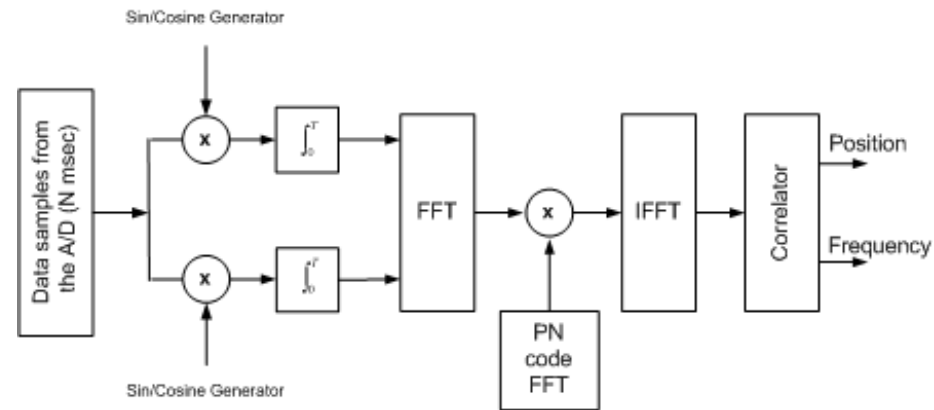 Sin/Cosine Generator
Data samples from
the A/D (N msec)
x
∫₀ᵀ
FFT
x
IFFT
Correlator
Position
Frequency
x
∫₀ᵀ
PN
code
FFT
Sin/Cosine Generator